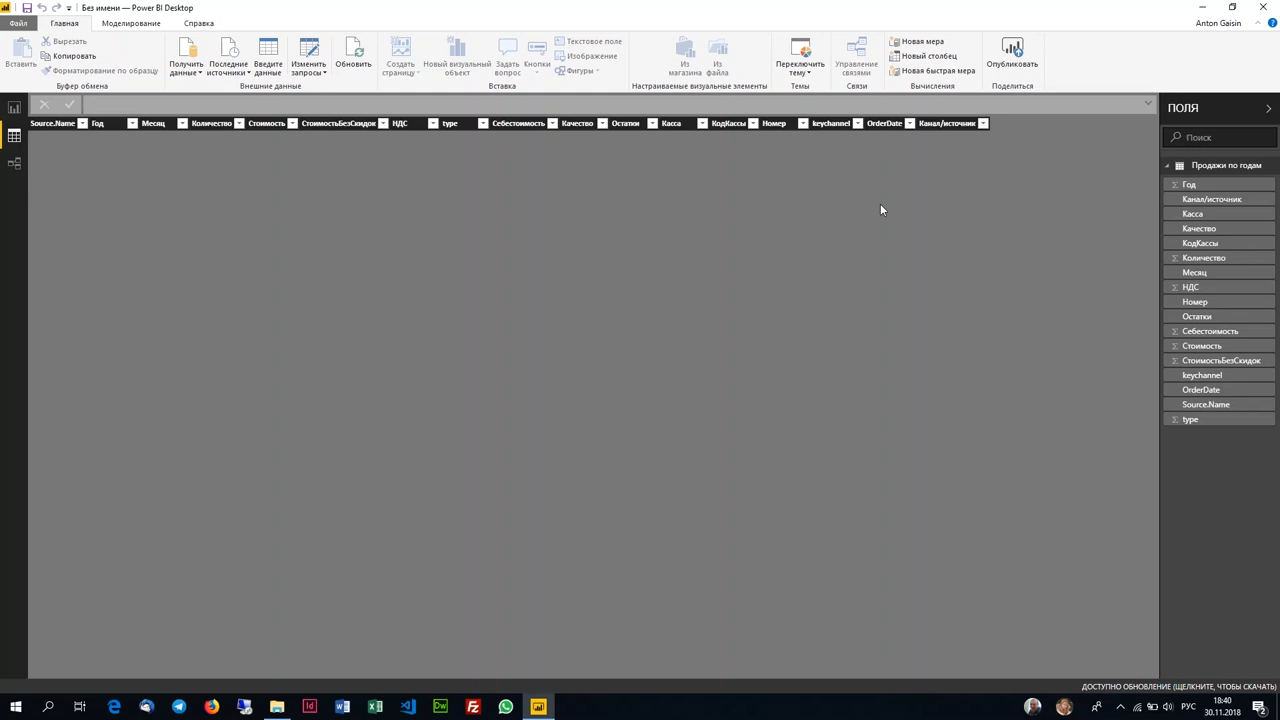 Без имени — Power BI Desktop
Файл Главная Моделирование Справка Anton Gaisin
Вставить
Вырезать
Копировать
Форматирование по образцу
Буфер обмена
Получить данные
Последние источники
Введите данные
Изменить запросы
Обновить
Внешние данные
Создать страницу
Новый визуальный объект
Задать вопрос
Кнопки
Текстовое поле
Изображение
Фигуры
Вставка
Из магазина
Из файла
Настраиваемые визуальные элементы
Переключить тему
Темы
Управление связями
Связи
Новая мера
Новый столбец
Новая быстрая мера
Вычисления
Опубликовать
Поделиться
Source.Name Год Месяц Количество Стоимость СтоимостьБезСкидок НДС type Себестоимость Качество Остатки Касса КодКассы Номер keychannel OrderDate Канал/источник
ПОЛЯ
Поиск
Продажи по годам
Год
Канал/источник
Касса
Качество
КодКассы
Количество
Месяц
НДС
Номер
Остатки
Себестоимость
Стоимость
СтоимостьБезСкидок
keychannel
OrderDate
Source.Name
type
ДОСТУПНО ОБНОВЛЕНИЕ (ЩЕЛКНИТЕ, ЧТОБЫ СКАЧАТЬ)
РУС
18:40
30.11.2018